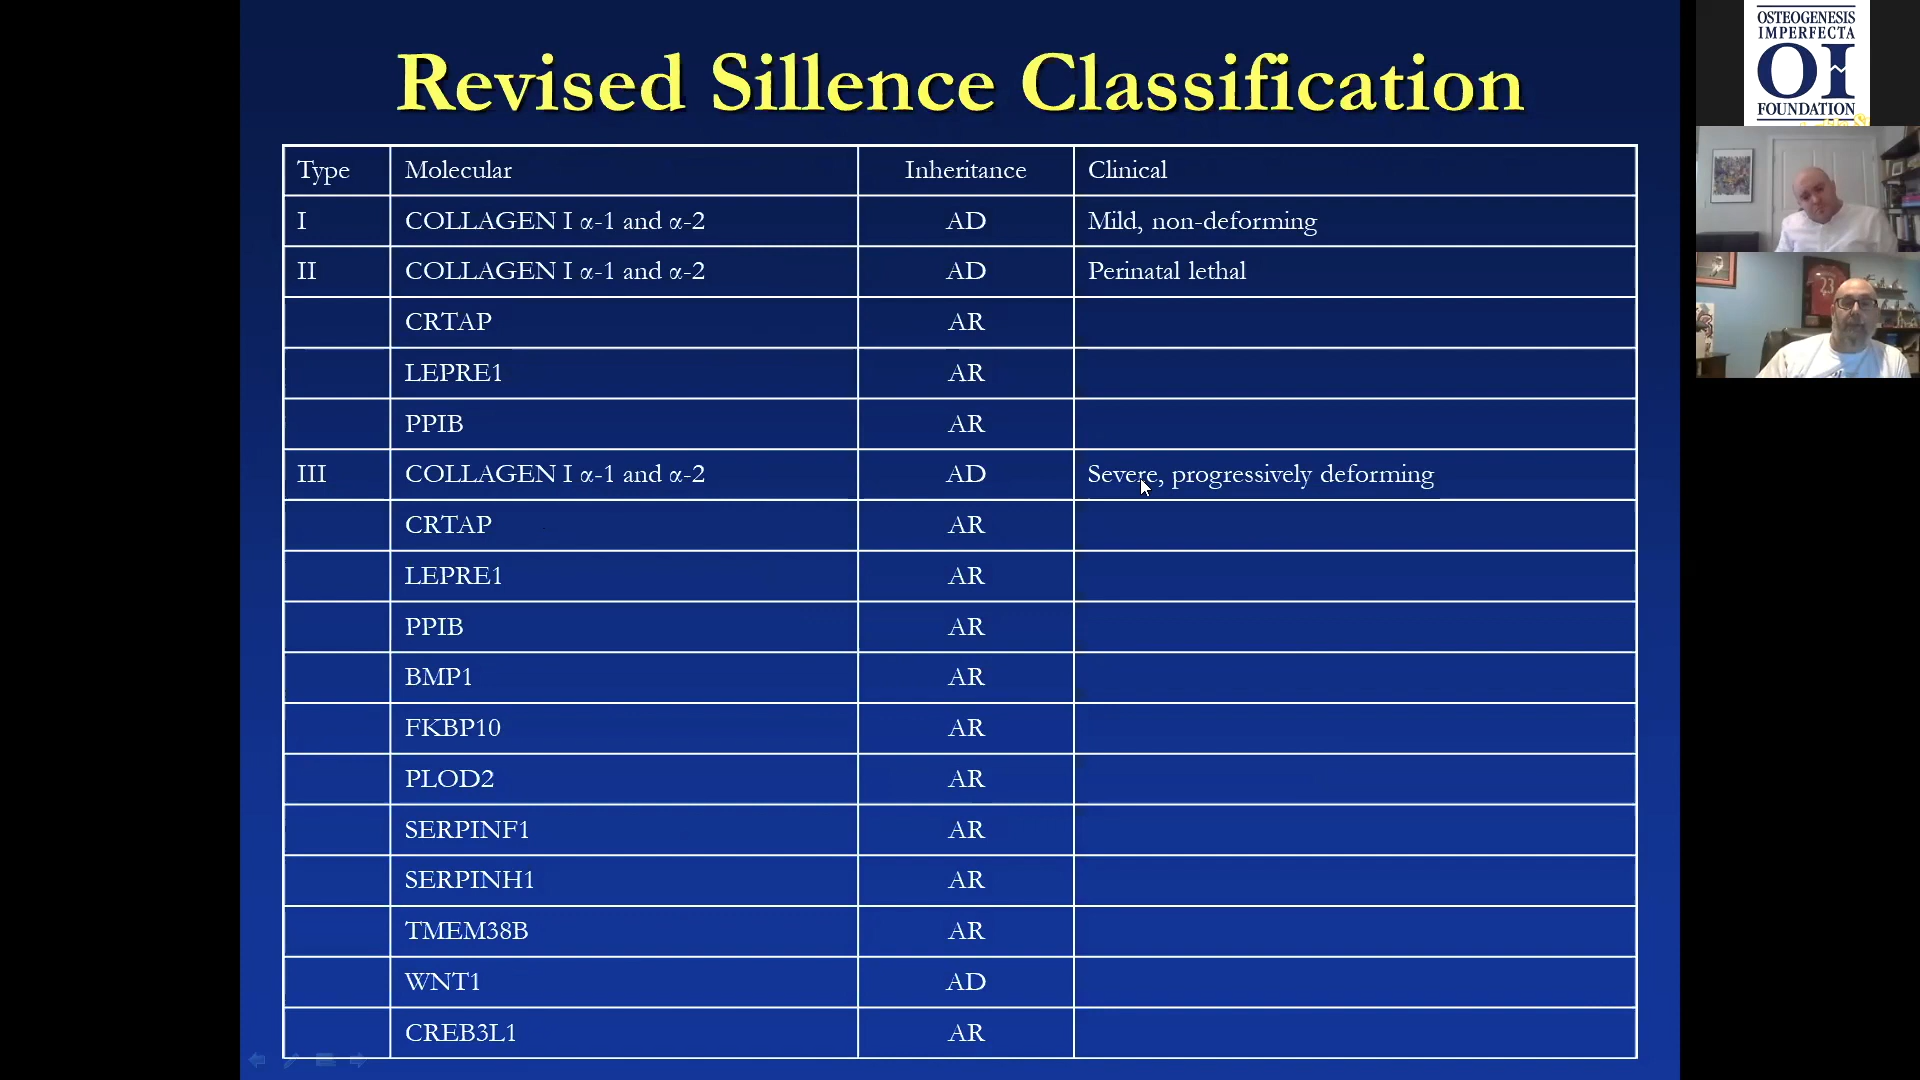 Revised Sillence Classification
Type Molecular Inheritance Clinical
I COLLAGEN I α-1 and α-2 AD Mild, non-deforming
II COLLAGEN I α-1 and α-2 AD Perinatal lethal
CRTAP AR
LEPRE1 AR
PPIB AR
III COLLAGEN I α-1 and α-2 AD Severe, progressively deforming
CRTAP AR
LEPRE1 AR
PPIB AR
BMP1 AR
FKBP10 AR
PLOD2 AR
SERPINF1 AR
SERPINH1 AR
TMEM38B AR
WNT1 AD
CREB3L1 AR
OSTEOGENESIS
IMPERFECTA
OI
FOUNDATION
23